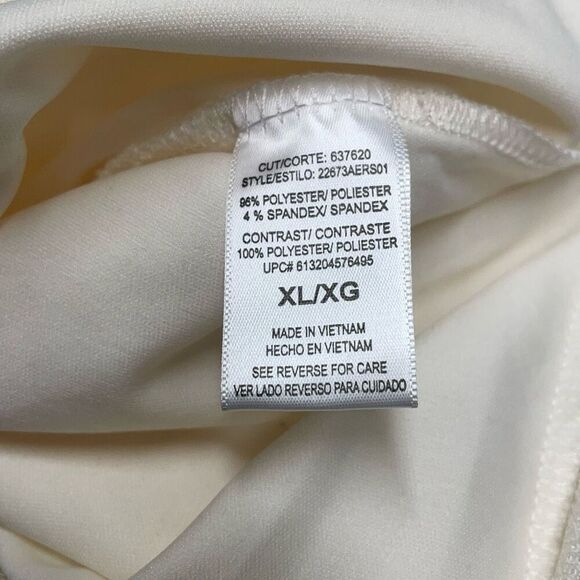 CUT/CORTE: 637620
STYLE/ESTILO: 22673AERS01
96% POLYESTER/ POLIESTER
4 % SPANDEX/ SPANDEX
CONTRAST/ CONTRASTE
100% POLYESTER/ POLIESTER
UPC# 613204576495
XL/XG
MADE IN VIETNAM
HECHO EN VIETNAM
SEE REVERSE FOR CARE
VER LADO REVERSO PARA CUIDADO